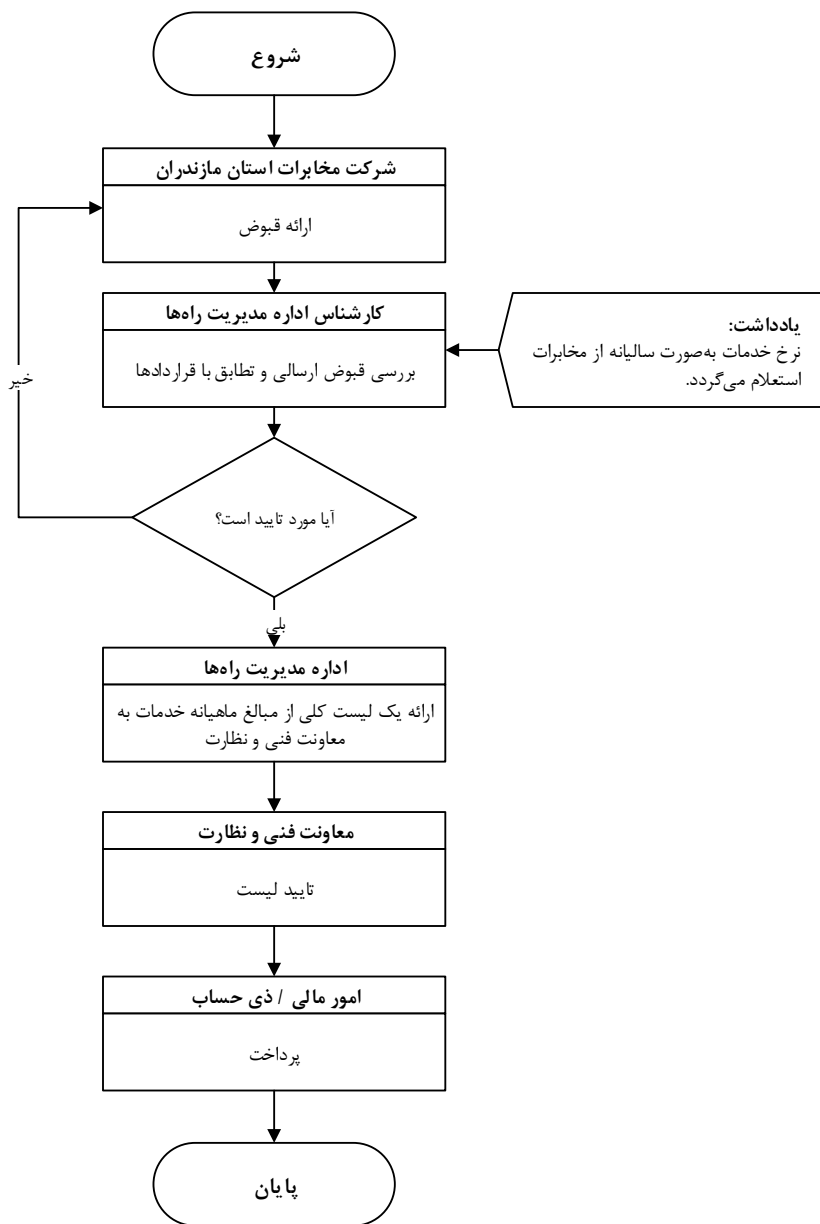 شروع
شرکت مخابرات استان مازندران
ارائه قبوض
کارشناس اداره مدیریت راه‌ها
بررسی قبوض ارسالی و تطابق با قراردادها
یادداشت:
نرخ خدمات به‌صورت سالیانه از مخابرات
استعلام می‌گردد.
خیر
آیا مورد تایید است؟
بلی
اداره مدیریت راه‌ها
ارائه یک لیست کلی از مبالغ ماهیانه خدمات به
معاونت فنی و نظارت
معاونت فنی و نظارت
تایید لیست
امور مالی / ذی حساب
پرداخت
پایان